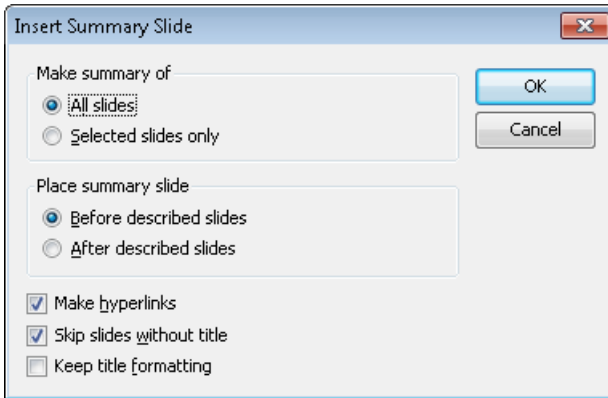 Insert Summary Slide
Make summary of
All slides
Selected slides only
OK
Cancel
Place summary slide
Before described slides
After described slides
Make hyperlinks
Skip slides without title
Keep title formatting